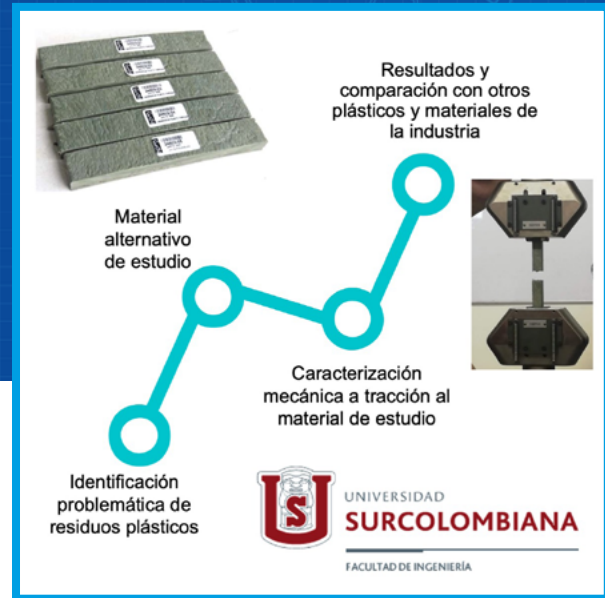 Resultados y
comparación con otros
plásticos y materiales de
la industria
Material
alternativo
de estudio
Caracterización
mecánica a tracción al
material de estudio
Identificación
problemática de
residuos plásticos
UNIVERSIDAD
SURCOLOMBIANA
FACULTAD DE INGENIERÍA